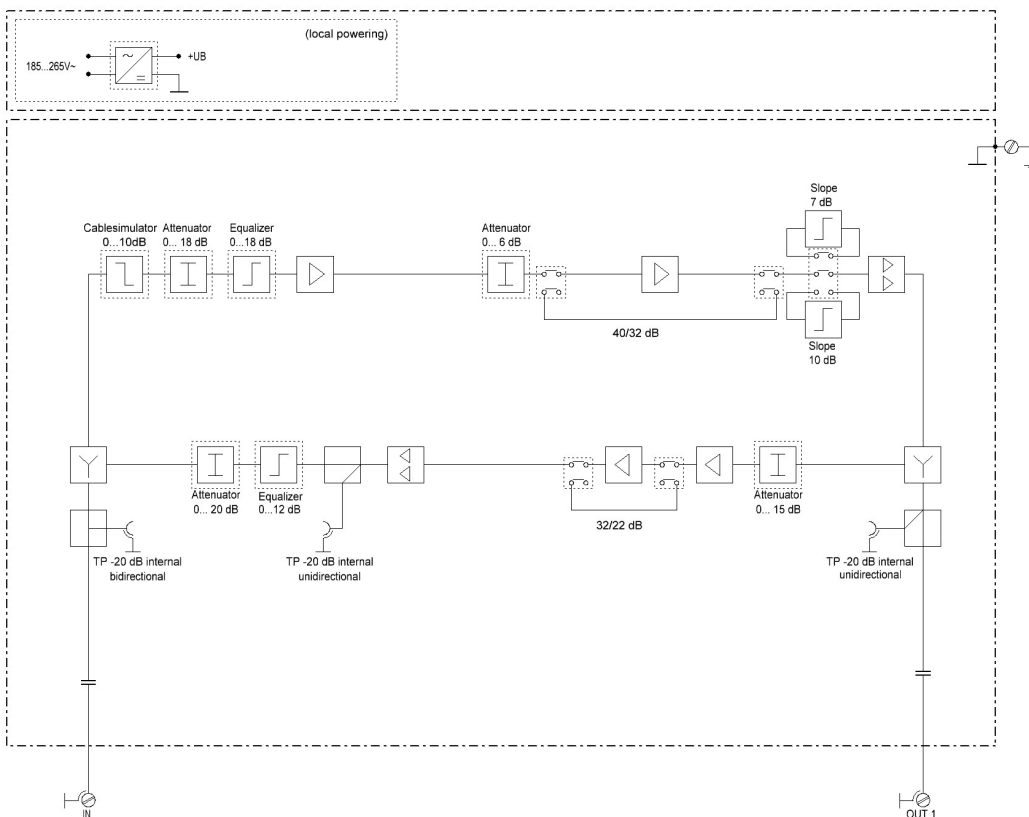 (local powering)
185...265V~
+UB
Slope
7 dB
Cablesimulator
0...10dB
Attenuator
0... 18 dB
Equalizer
0...18 dB
Attenuator
0... 6 dB
40/32 dB
Slope
10 dB
Attenuator
0... 20 dB
Equalizer
0...12 dB
32/22 dB
Attenuator
0... 15 dB
TP -20 dB internal
bidirectional
TP -20 dB internal
unidirectional
TP -20 dB internal
unidirectional
IN
OUT 1